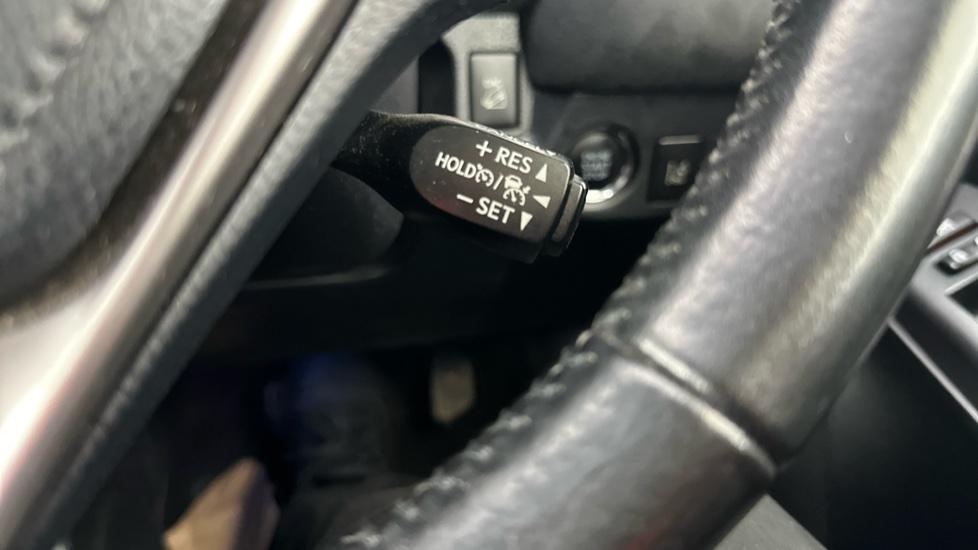 + RES
HOLD /
− SET